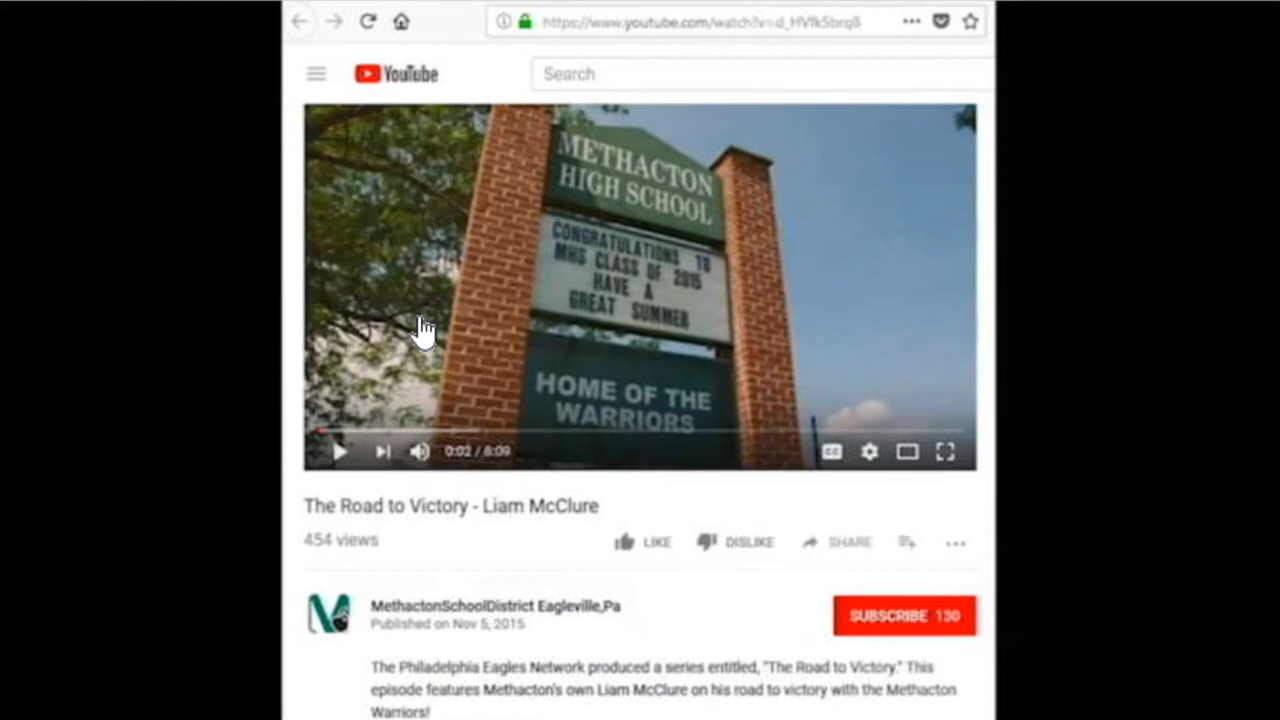 https://www.youtube.com/watch?v=d_HVfk5brq8
YouTube
Search
METHACTON
HIGH SCHOOL
CONGRATULATIONS TO
MHS CLASS OF 2015
HAVE A
GREAT SUMMER
HOME OF THE
WARRIORS
0:02 / 8:09
The Road to Victory - Liam McClure
454 views
LIKE DISLIKE SHARE
MethactonSchoolDistrict Eagleville,Pa
Published on Nov 5, 2015
SUBSCRIBE 130
The Philadelphia Eagles Network produced a series entitled, "The Road to Victory." This
episode features Methacton's own Liam McClure on his road to victory with the Methacton
Warriors!